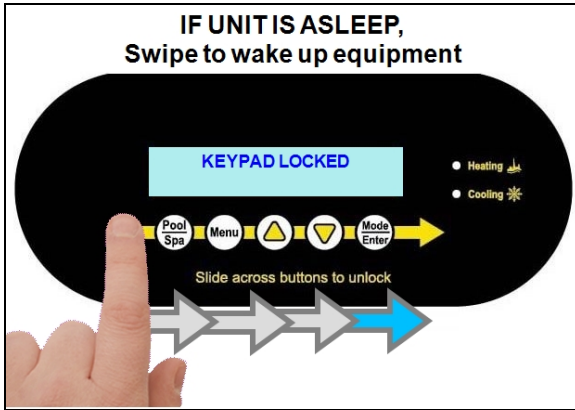 IF UNIT IS ASLEEP,
Swipe to wake up equipment
KEYPAD LOCKED
Heating
Cooling
Pool
Spa
Menu
Mode
Enter
Slide across buttons to unlock